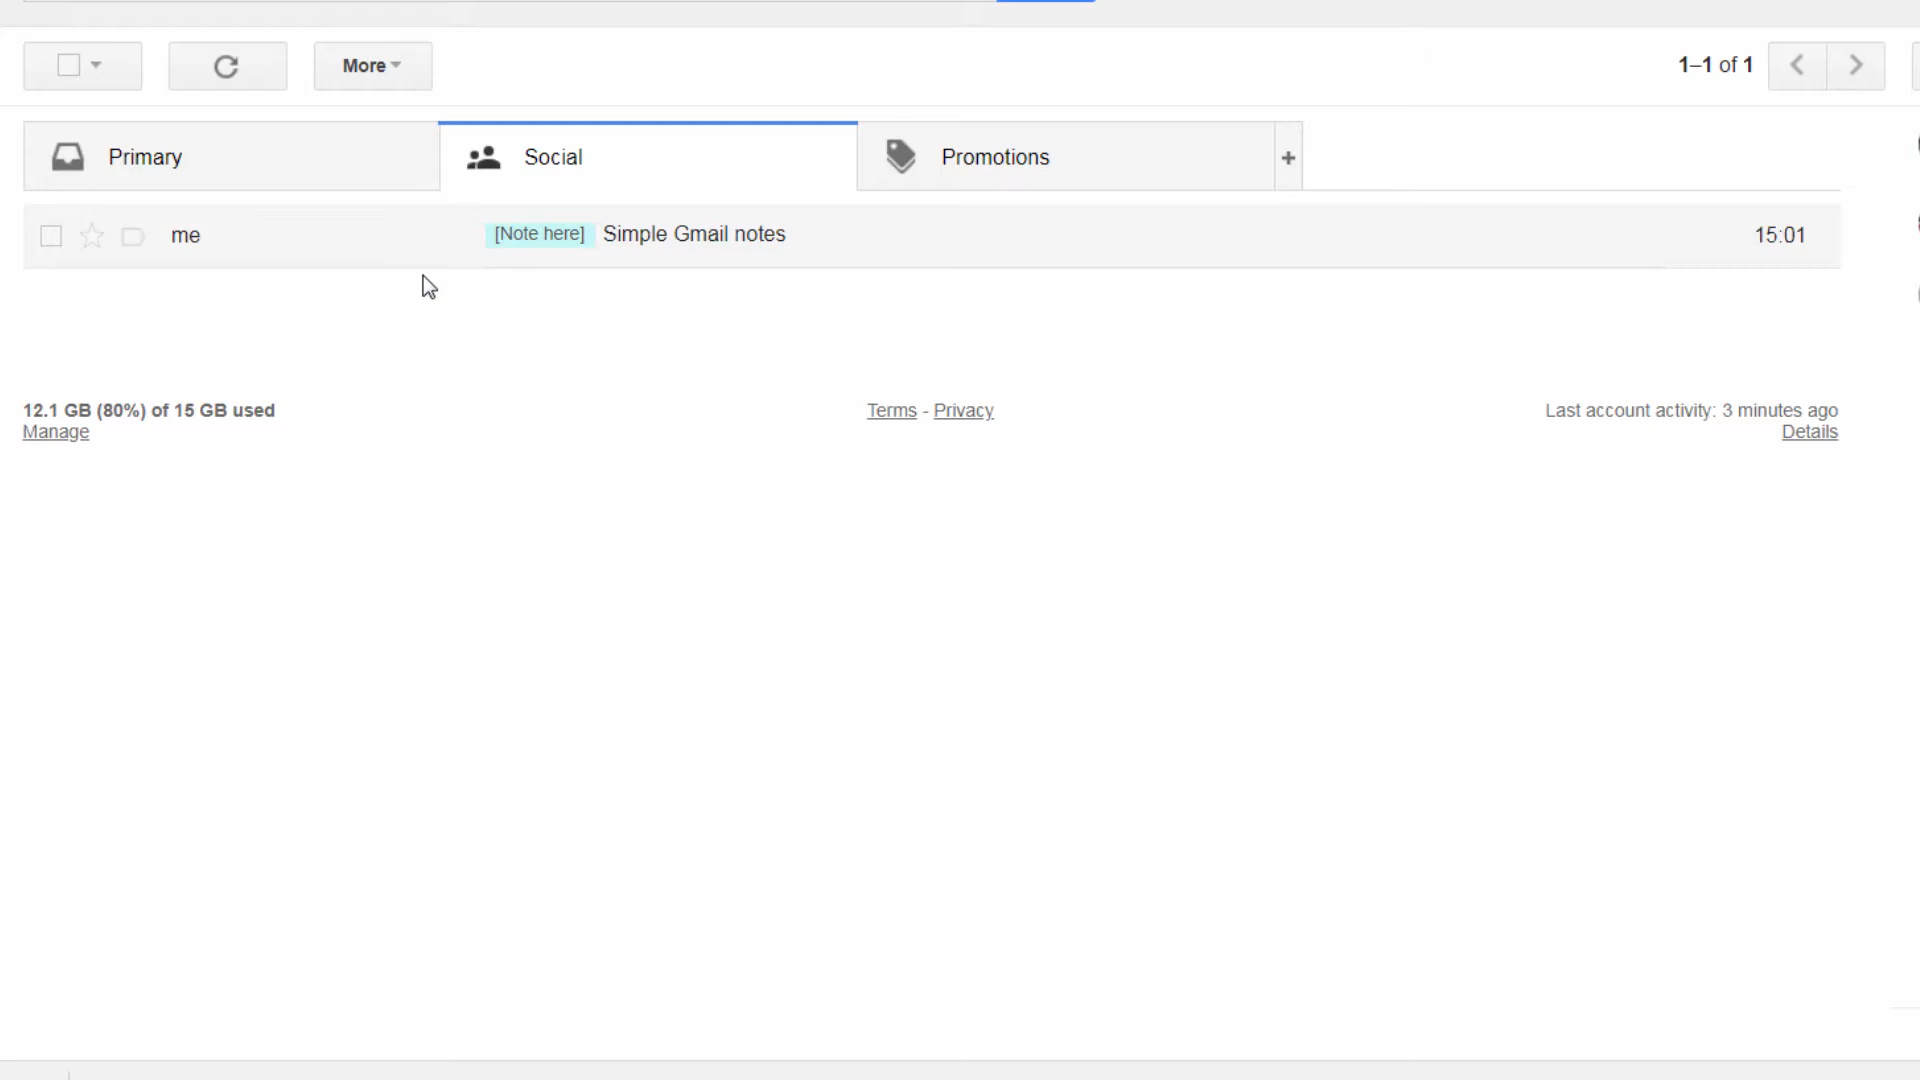 More
1–1 of 1
Primary
Social
Promotions
+
me
[Note here] Simple Gmail notes
15:01
12.1 GB (80%) of 15 GB used
Manage
Terms - Privacy
Last account activity: 3 minutes ago
Details